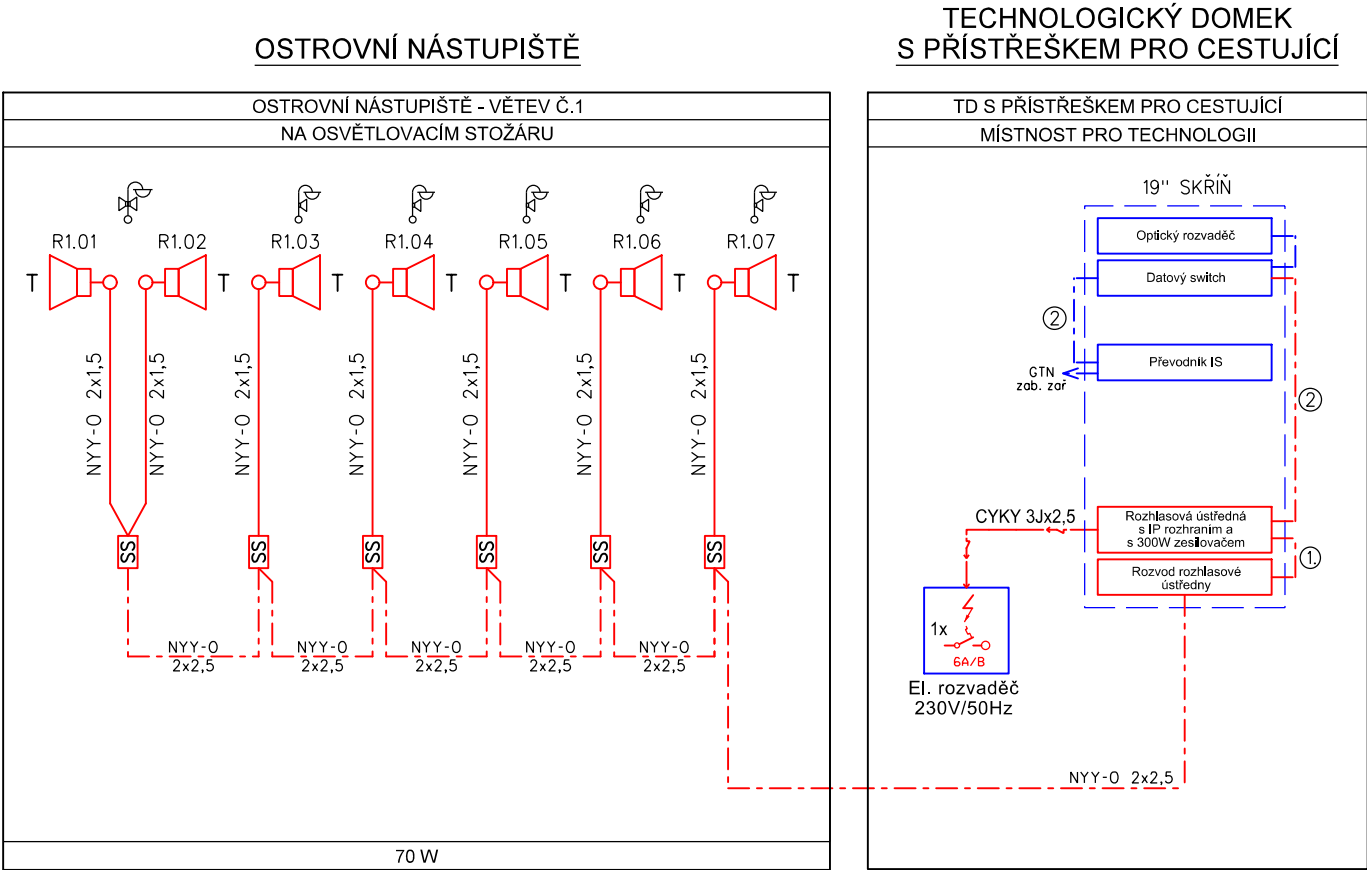 OSTROVNÍ NÁSTUPIŠTĚ
TECHNOLOGICKÝ DOMEK
S PŘÍSTŘEŠKEM PRO CESTUJÍCÍ
OSTROVNÍ NÁSTUPIŠTĚ - VĚTEV Č.1
NA OSVĚTLOVACÍM STOŽÁRU
R1.01
R1.02
R1.03
R1.04
R1.05
R1.06
R1.07
T
T
T
T
T
T
T
NYY-O 2x1,5
NYY-O 2x1,5
NYY-O 2x1,5
NYY-O 2x1,5
NYY-O 2x1,5
NYY-O 2x1,5
NYY-O 2x1,5
SS
SS
SS
SS
SS
SS
NYY-O
2x2,5
NYY-O
2x2,5
NYY-O
2x2,5
NYY-O
2x2,5
NYY-O
2x2,5
70 W
TD S PŘÍSTŘEŠKEM PRO CESTUJÍCÍ
MÍSTNOST PRO TECHNOLOGII
19" SKŘÍŇ
Optický rozvaděč
Datový switch
2
Převodník IS
GTN
zab. zař
2
CYKY 3Jx2,5
Rozhlasová ústředná
s IP rozhraním a
s 300W zesilovačem
1.
Rozvod rozhlasové
ústředny
1x
6A/B
El. rozvaděč
230V/50Hz
NYY-O 2x2,5